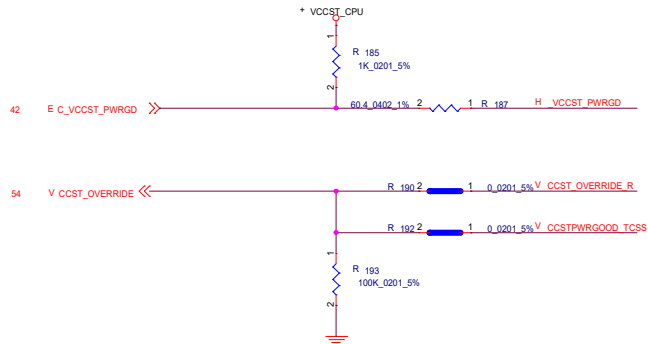 + VCCST_CPU
1
R 185
1K_0201_5%
2
42 E C_VCCST_PWRGD 60.4_0402_1% 2 1 R 187 H _VCCST_PWRGD
54 V CCST_OVERRIDE R 190 2 1 0_0201_5% V CCST_OVERRIDE_R
R 192 2 1 0_0201_5% V CCSTPWRGOOD_TCSS
1
R 193
100K_0201_5%
2